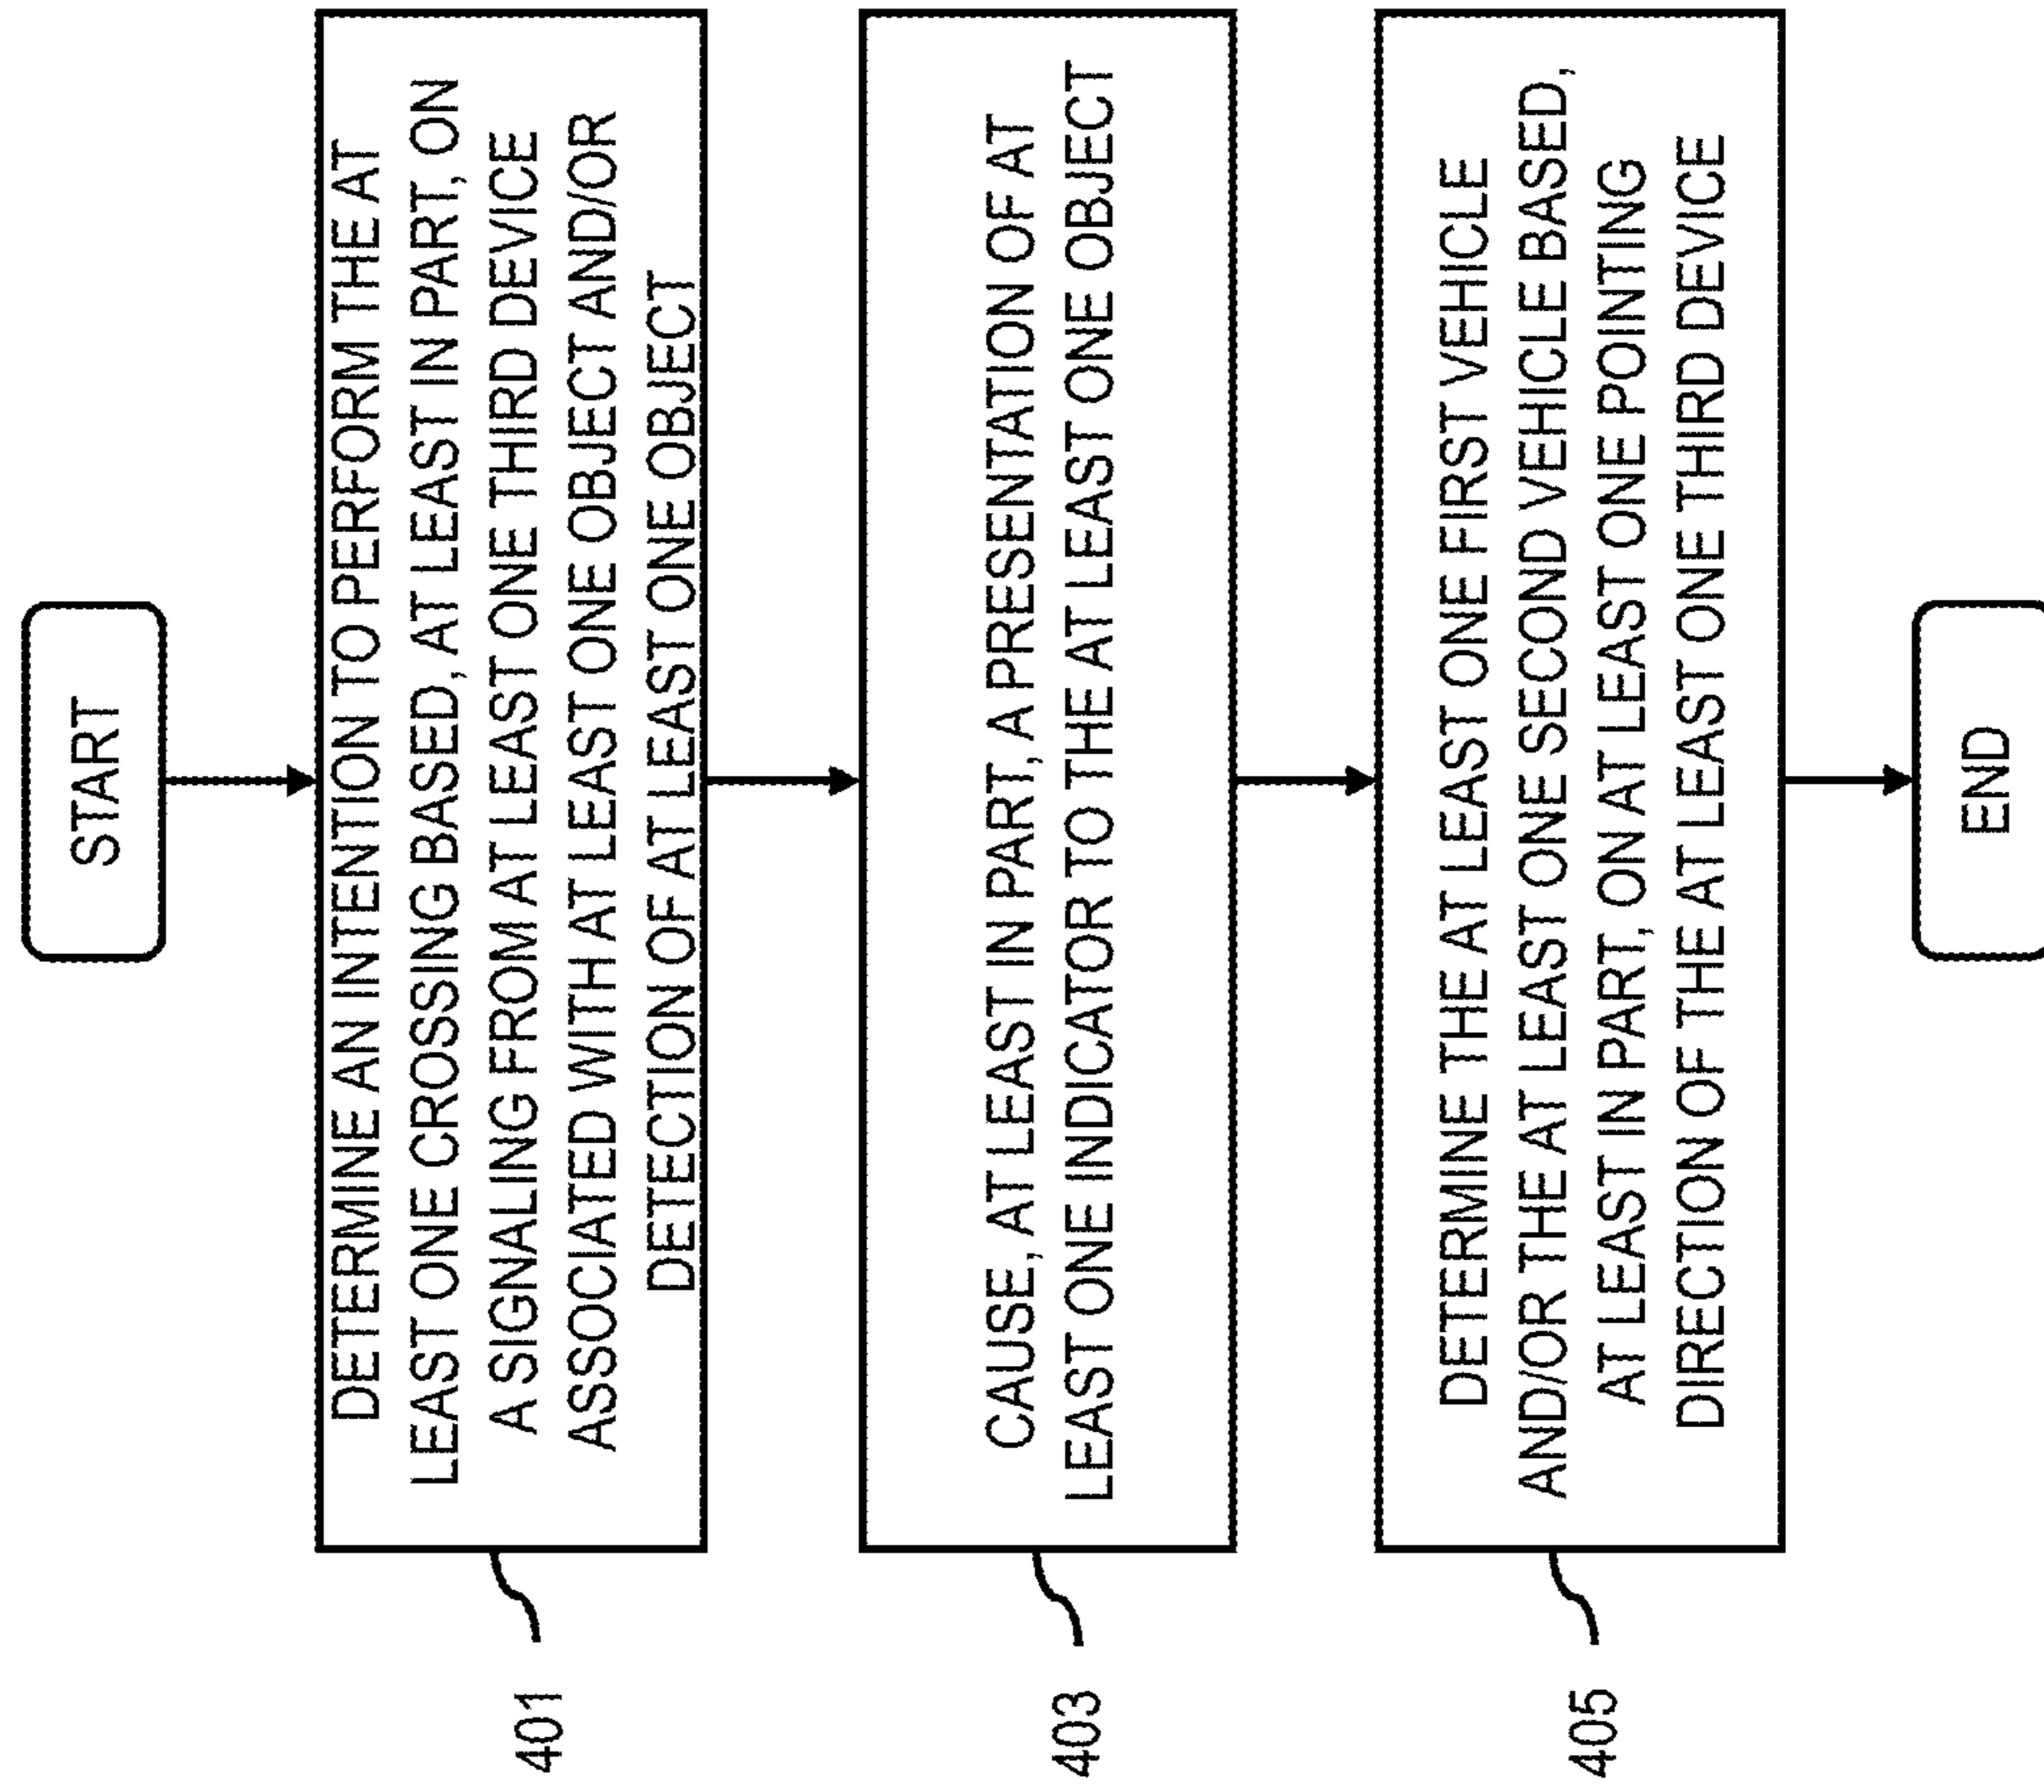 START
DETERMINE AN INTENTION TO PERFORM THE AT
LEAST ONE CROSSING BASED, AT LEAST IN PART, ON
A SIGNALING FROM AT LEAST ONE THIRD DEVICE
ASSOCIATED WITH AT LEAST ONE OBJECT AND/OR
DETECTION OF AT LEAST ONE OBJECT
401
CAUSE, AT LEAST IN PART, A PRESENTATION OF AT
LEAST ONE INDICATOR TO THE AT LEAST ONE OBJECT
403
DETERMINE THE AT LEAST ONE FIRST VEHICLE
AND/OR THE AT LEAST ONE SECOND VEHICLE BASED,
AT LEAST IN PART, ON AT LEAST ONE POINTING
DIRECTION OF THE AT LEAST ONE THIRD DEVICE
405
END